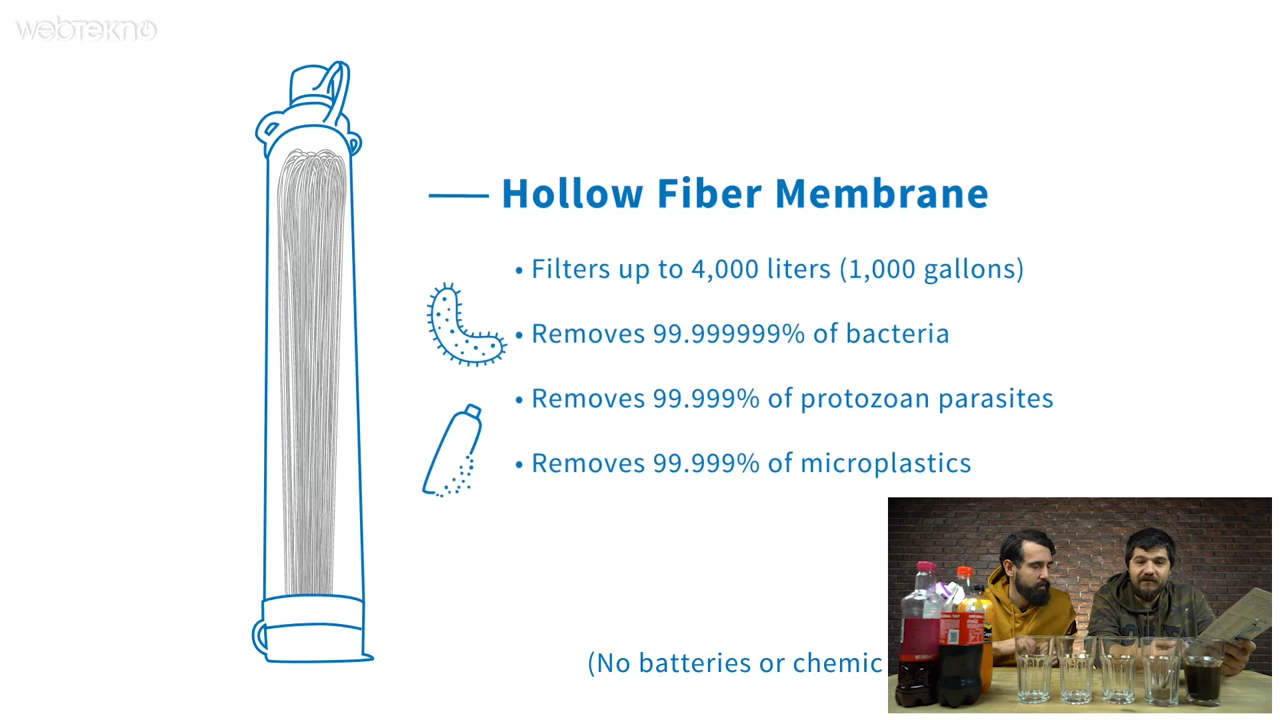 webtekno
Hollow Fiber Membrane
• Filters up to 4,000 liters (1,000 gallons)
• Removes 99.999999% of bacteria
• Removes 99.999% of protozoan parasites
• Removes 99.999% of microplastics
(No batteries or chemic